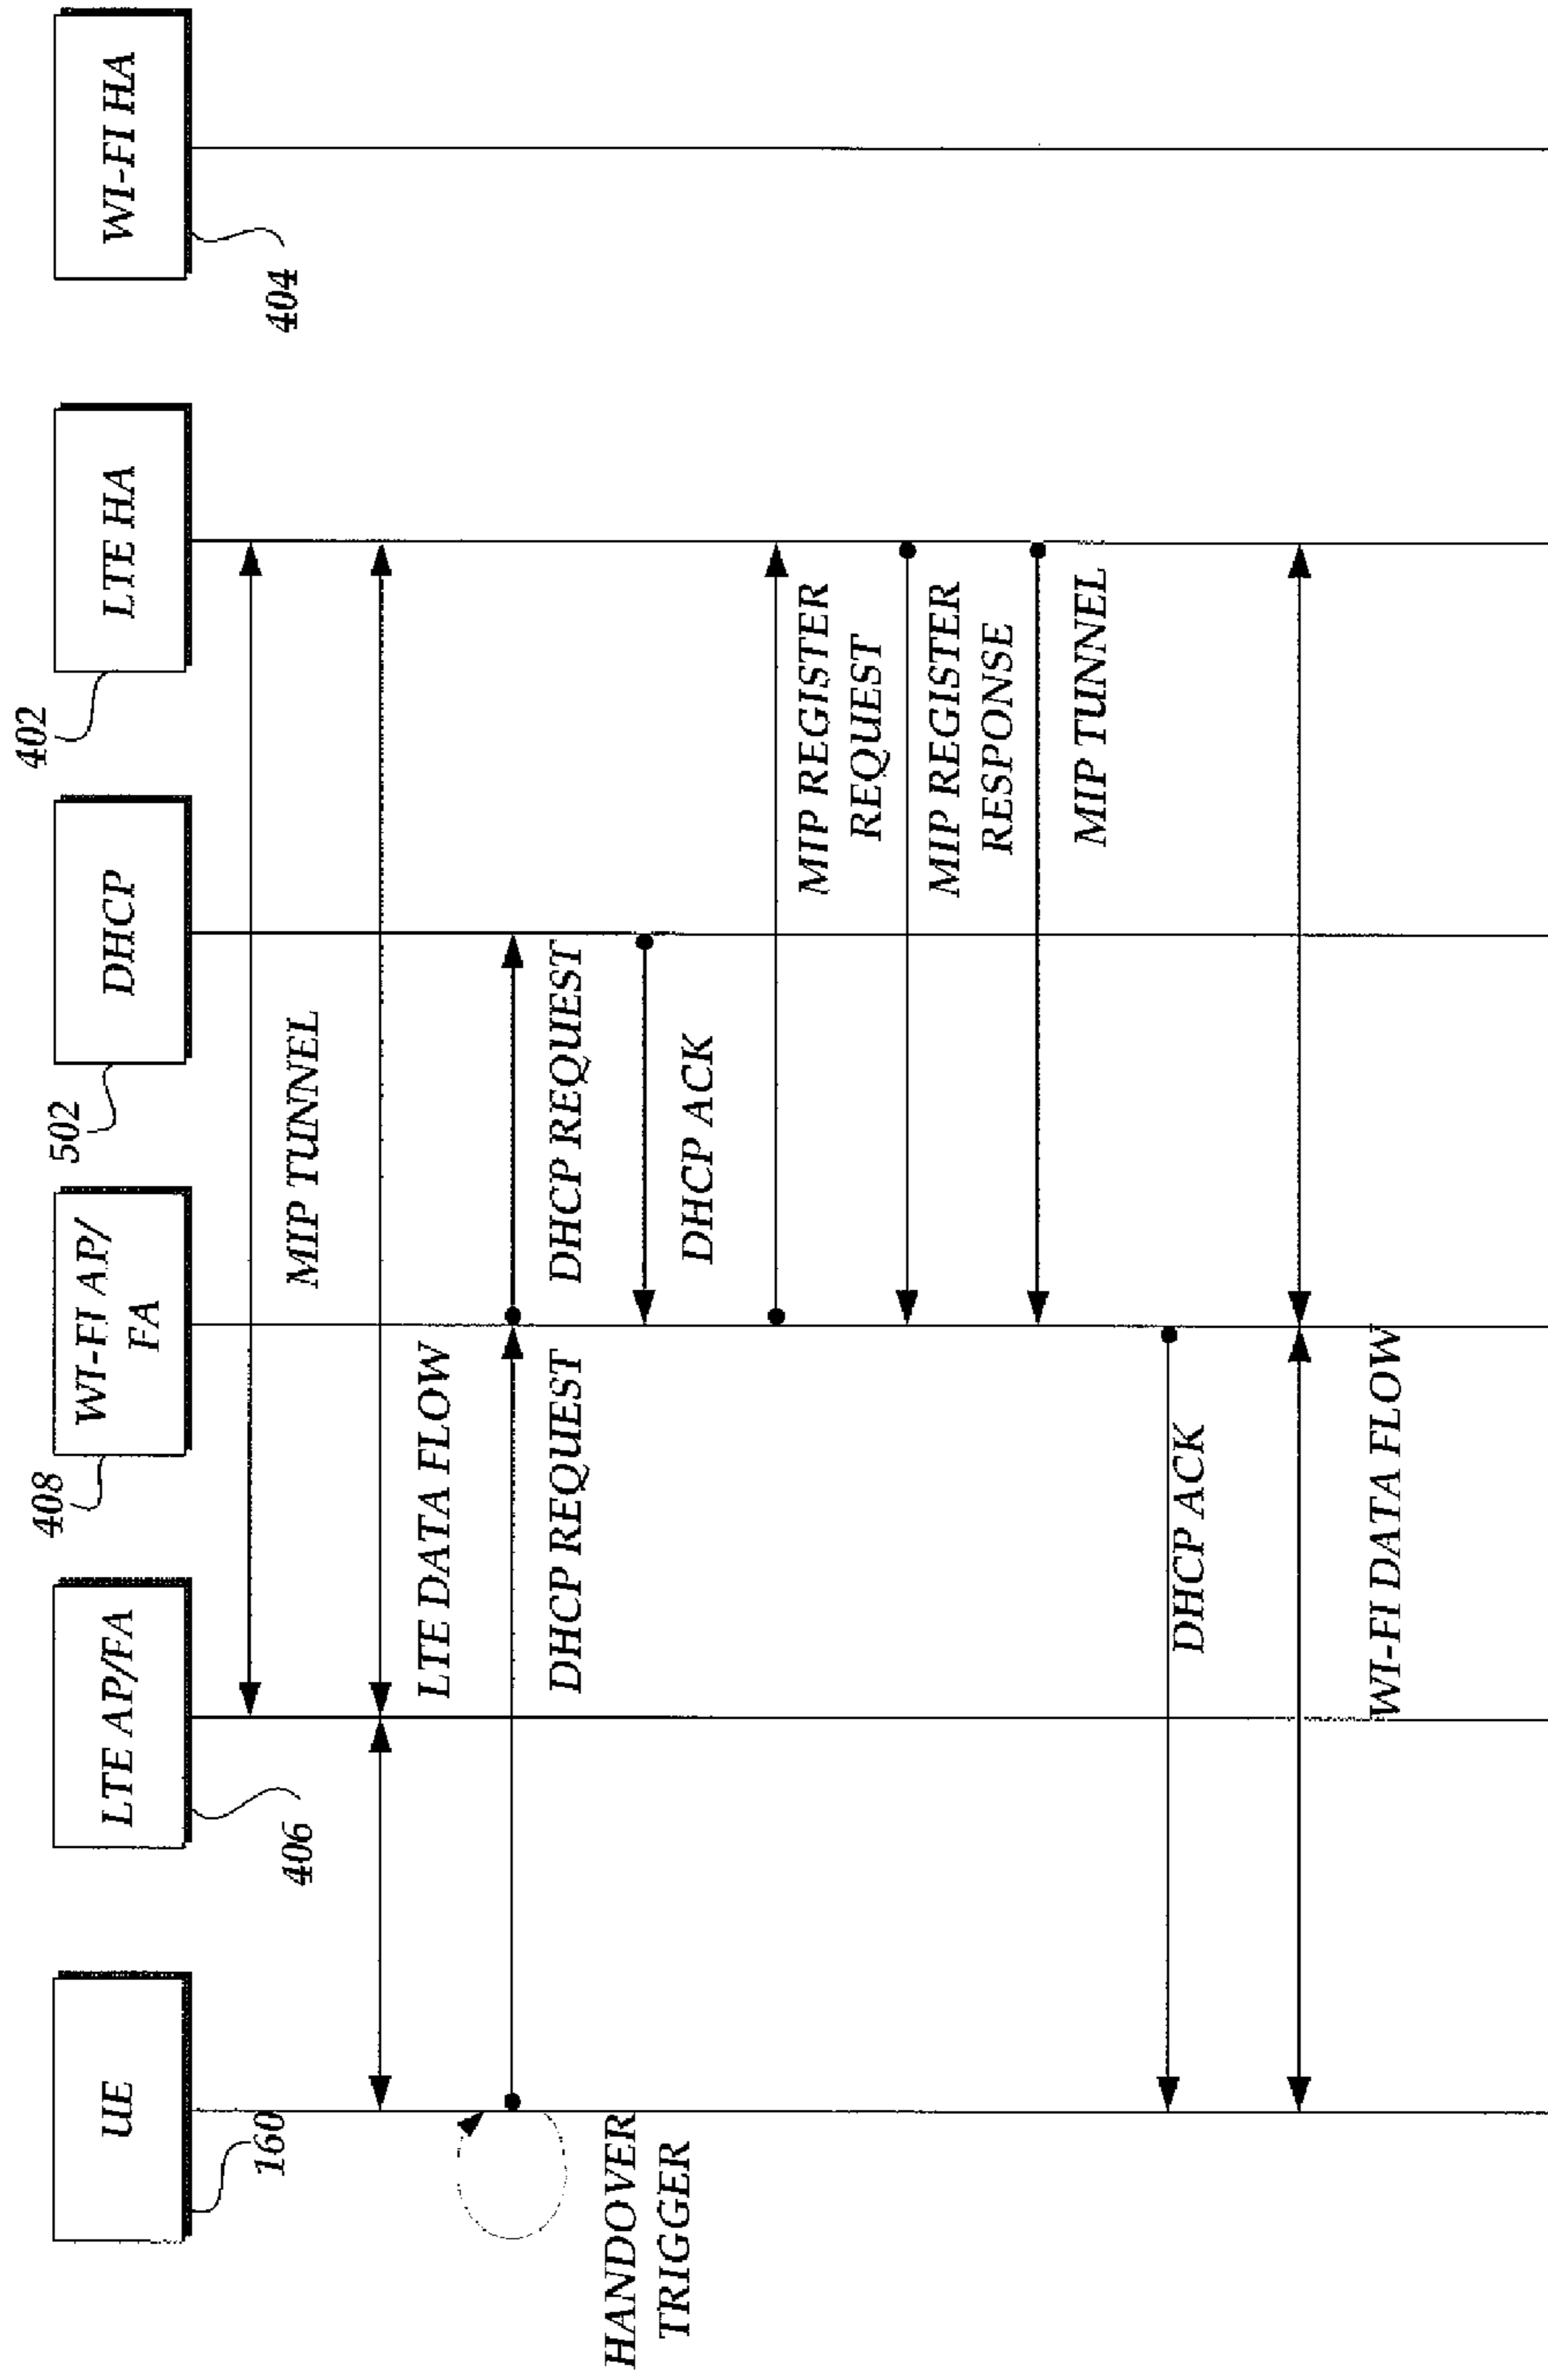 UE
160
LTE AP/FA
406
WI-FI AP/
FA
408
DHCP
502
LTE HA
402
WI-FI HA
404
MIP TUNNEL
LTE DATA FLOW
HANDOVER
TRIGGER
DHCP REQUEST
DHCP REQUEST
DHCP ACK
MIP REGISTER
REQUEST
MIP REGISTER
RESPONSE
MIP TUNNEL
DHCP ACK
WI-FI DATA FLOW